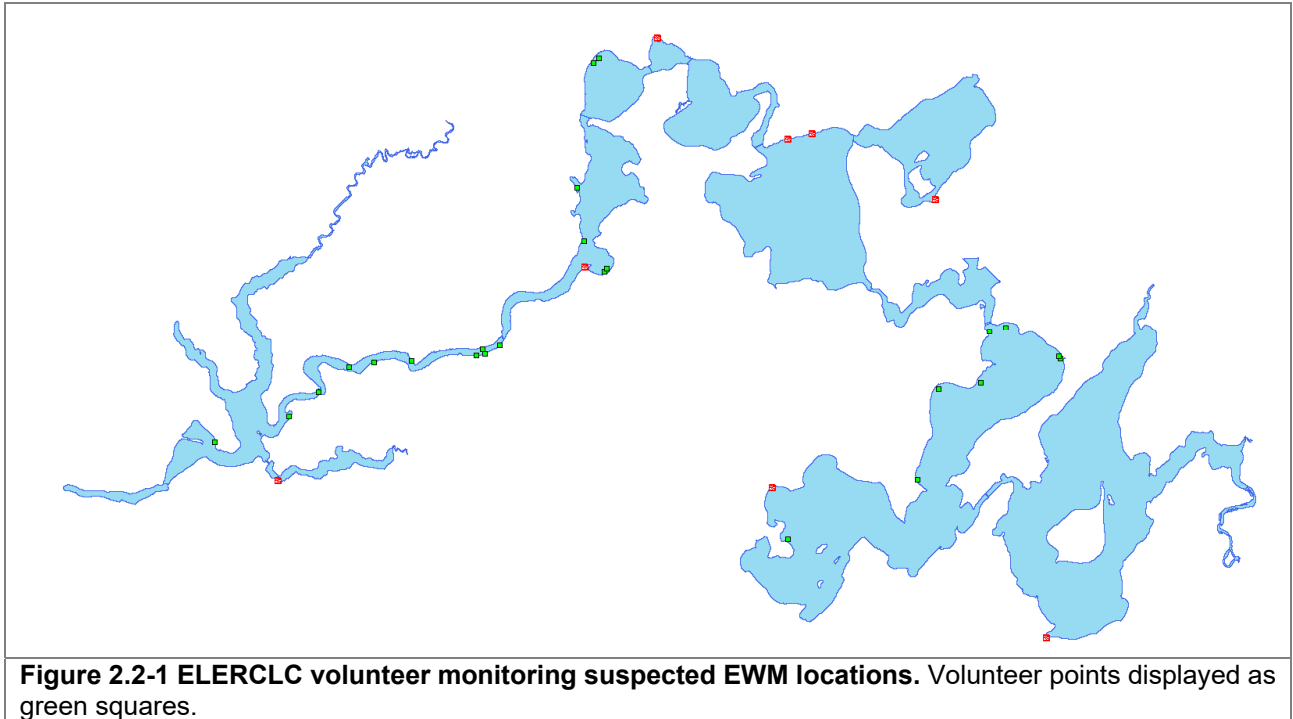 Figure 2.2-1 ELERCLC volunteer monitoring suspected EWM locations. Volunteer points displayed as
green squares.